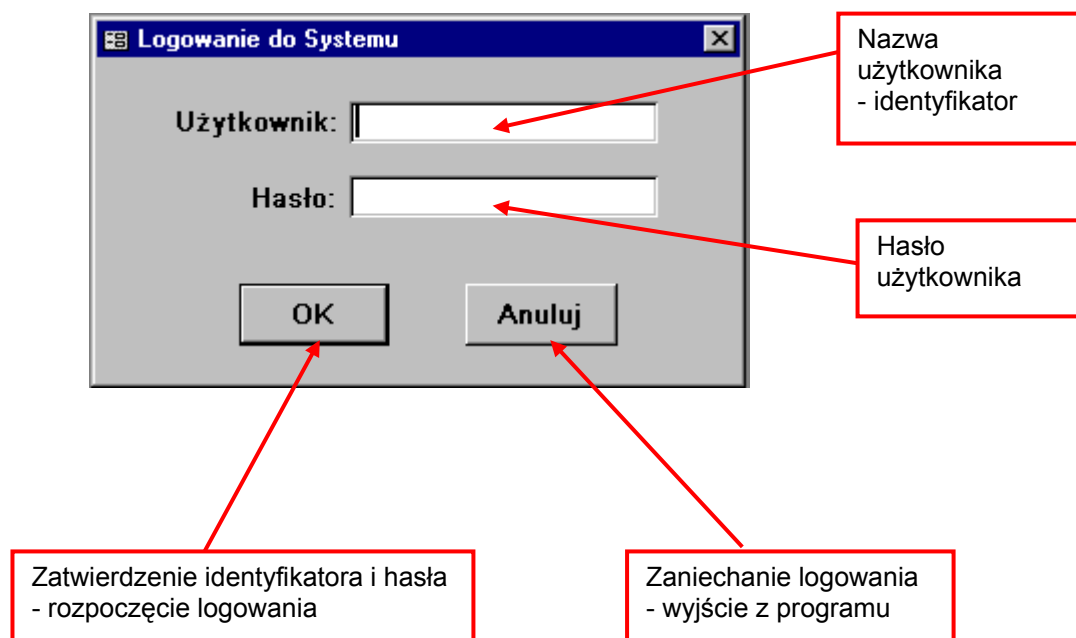 Logowanie do Systemu
Nazwa
użytkownika
- identyfikator
Użytkownik:
Hasło:
Hasło
użytkownika
OK
Anuluj
Zatwierdzenie identyfikatora i hasła
- rozpoczęcie logowania
Zaniechanie logowania
- wyjście z programu